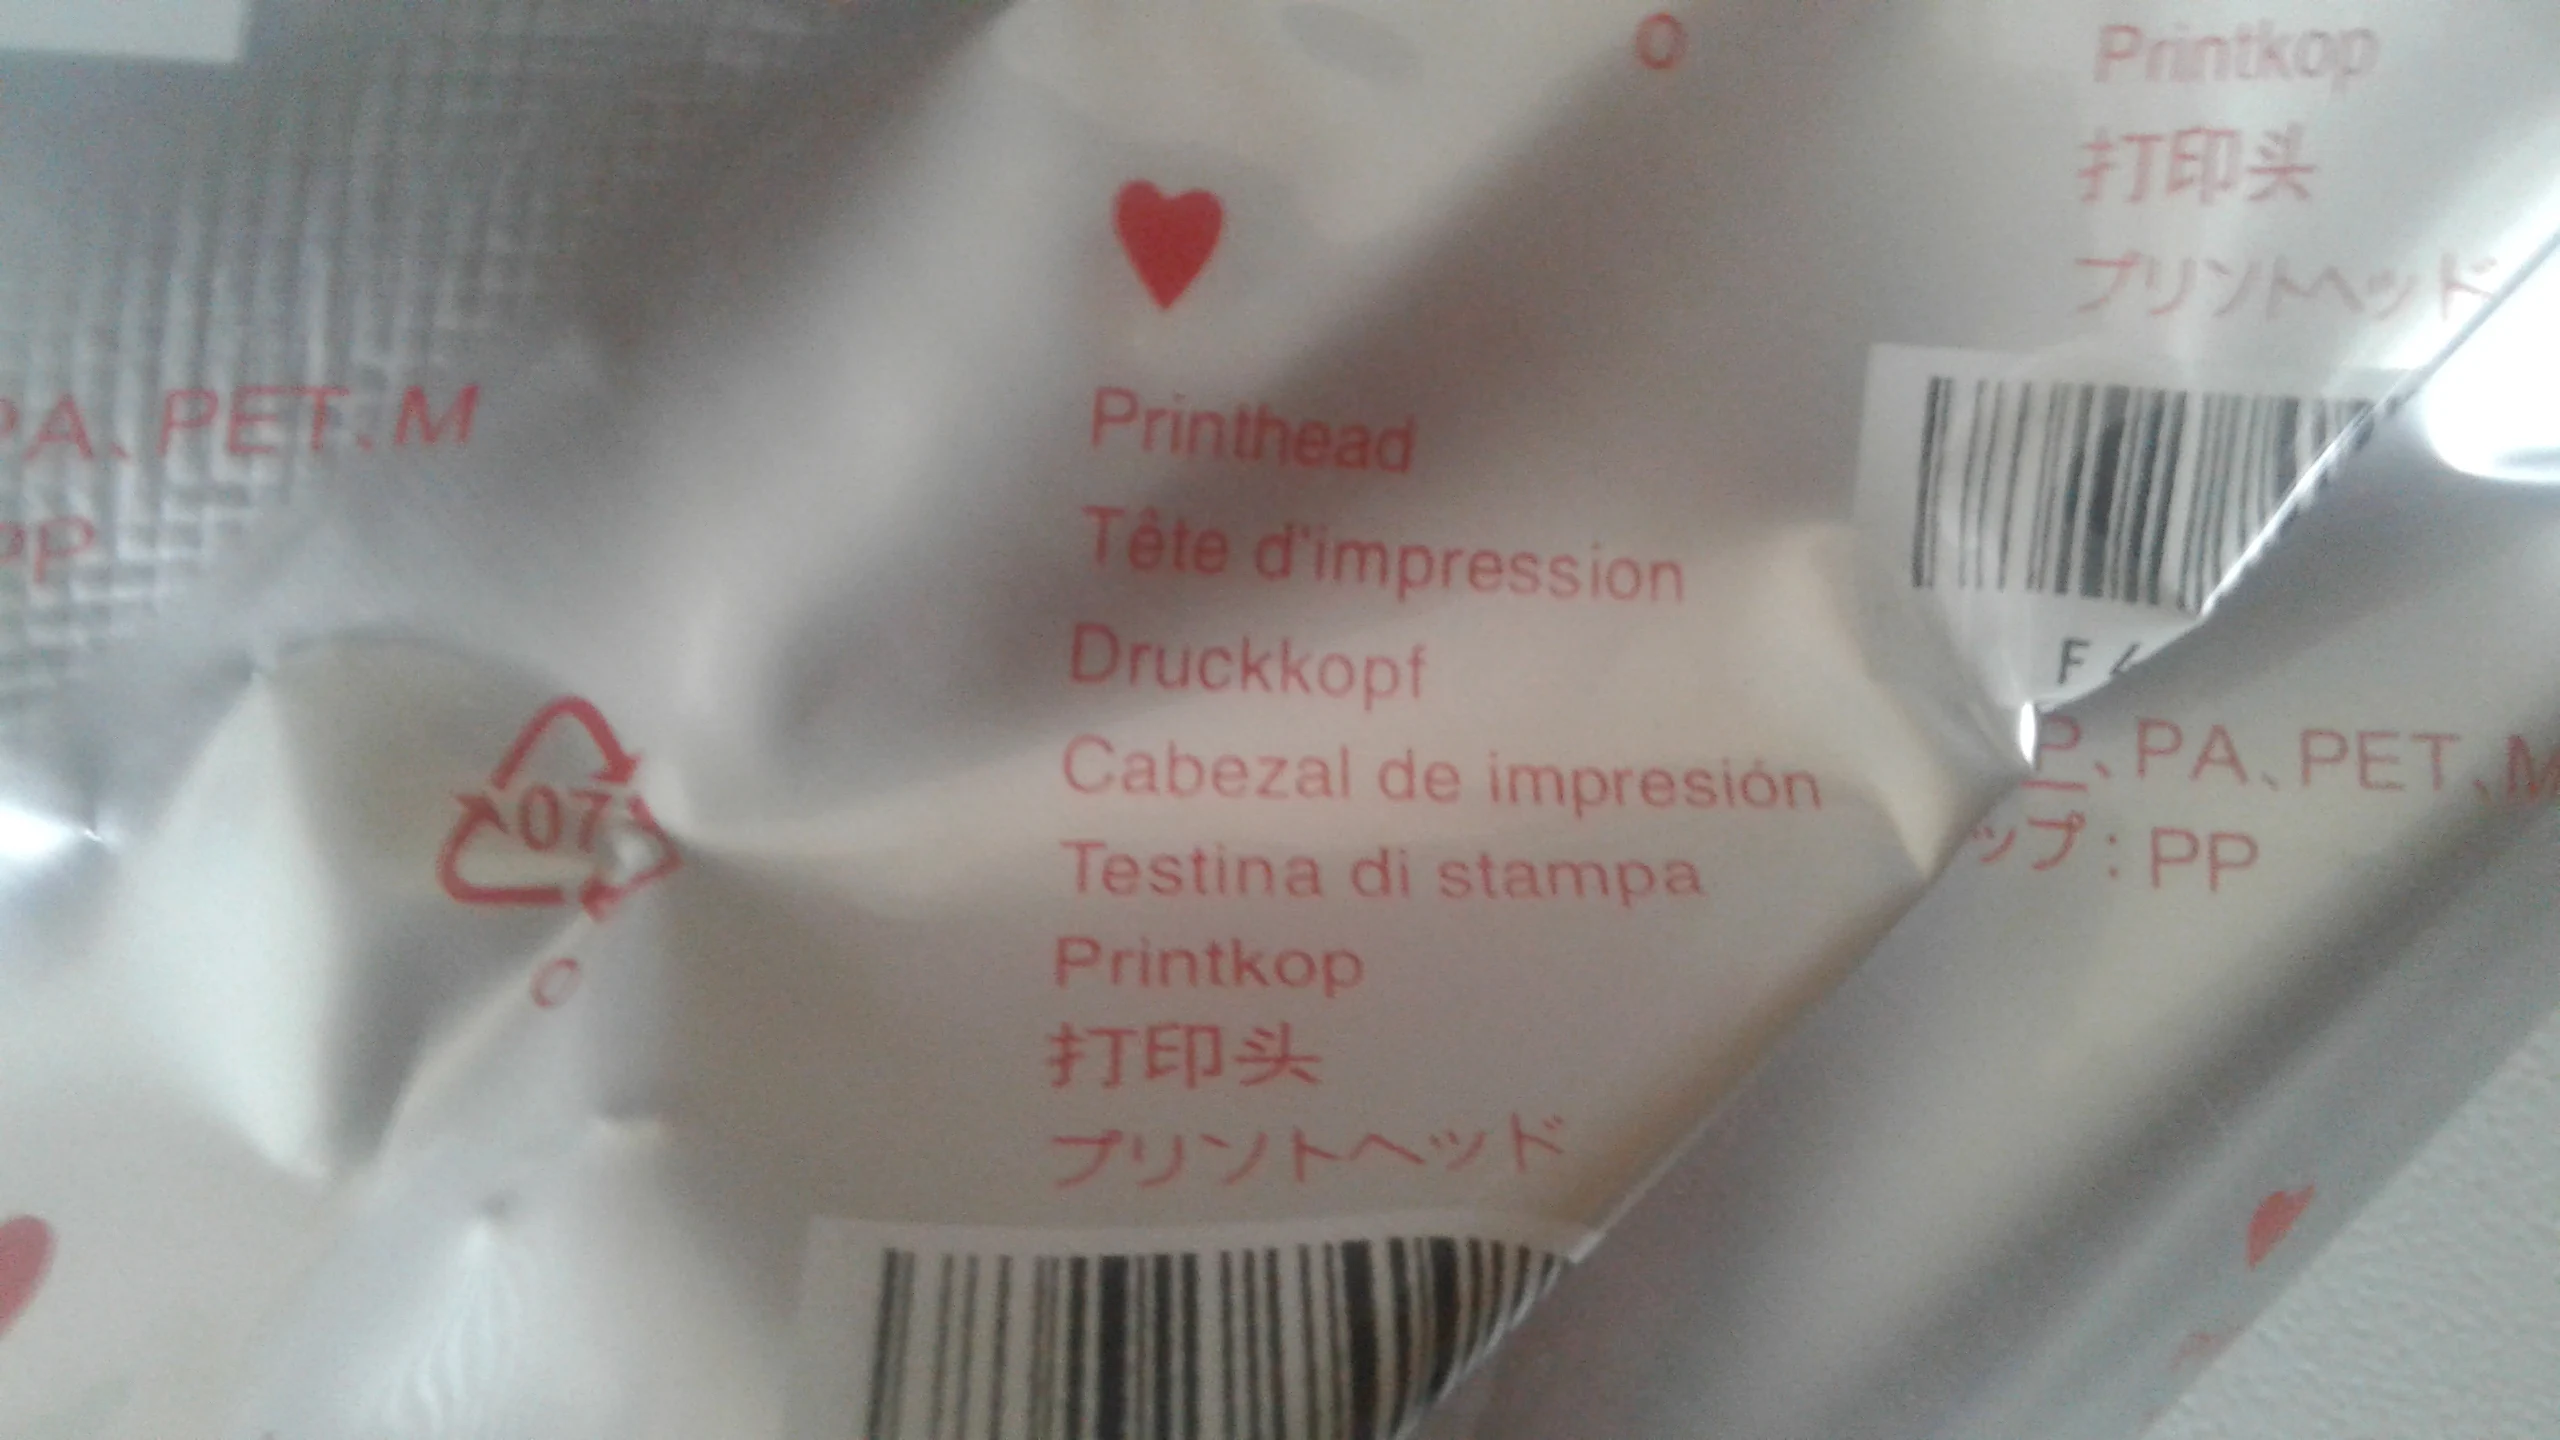 O
Printkop
打印头
プリントヘッド
PA、PET、M
PP
Printhead
Tête d'impression
Druckkopf
Cabezal de impresión
Testina di stampa
Printkop
打印头
プリントヘッド
07
F
P、PA、PET、M
ップ:PP